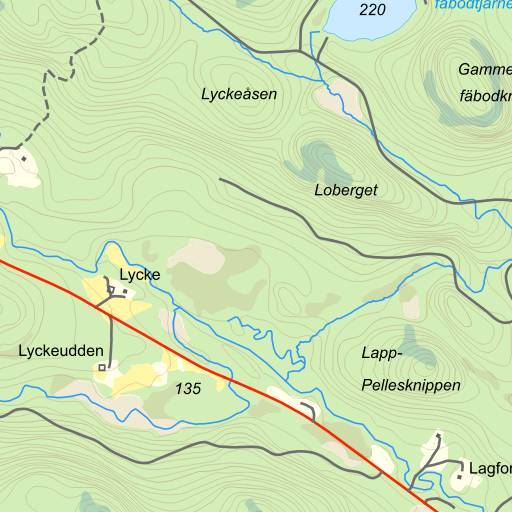 fäbodtjärne
220
Gamme
fäbodkn
Lyckeåsen
Loberget
Lycke
Lyckeudden
135
Lapp-
Pellesknippen
Lagfor